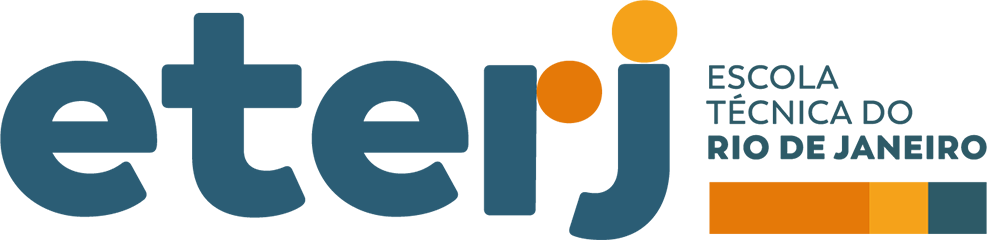 eterj
ESCOLA
TÉCNICA DO
RIO DE JANEIRO